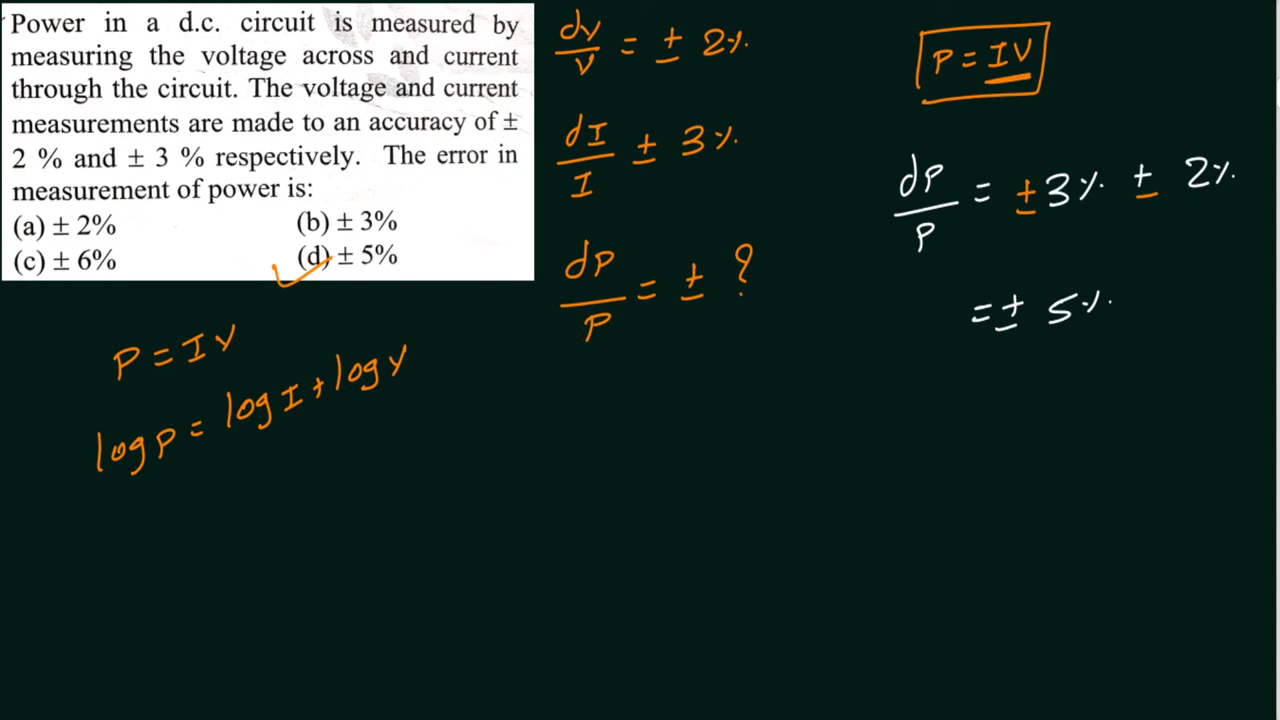 Power in a d.c. circuit is measured by
measuring the voltage across and current
through the circuit. The voltage and current
measurements are made to an accuracy of ±
2 % and ± 3 % respectively. The error in
measurement of power is:
(a) ± 2% (b) ± 3%
(c) ± 6% (d) ± 5%
P = IV
log P = log I + log V
dV/V = ± 2%
dI/I ± 3%
dP/P = ± ?
P = IV
dP/P = ± 3% ± 2%
= ± 5%